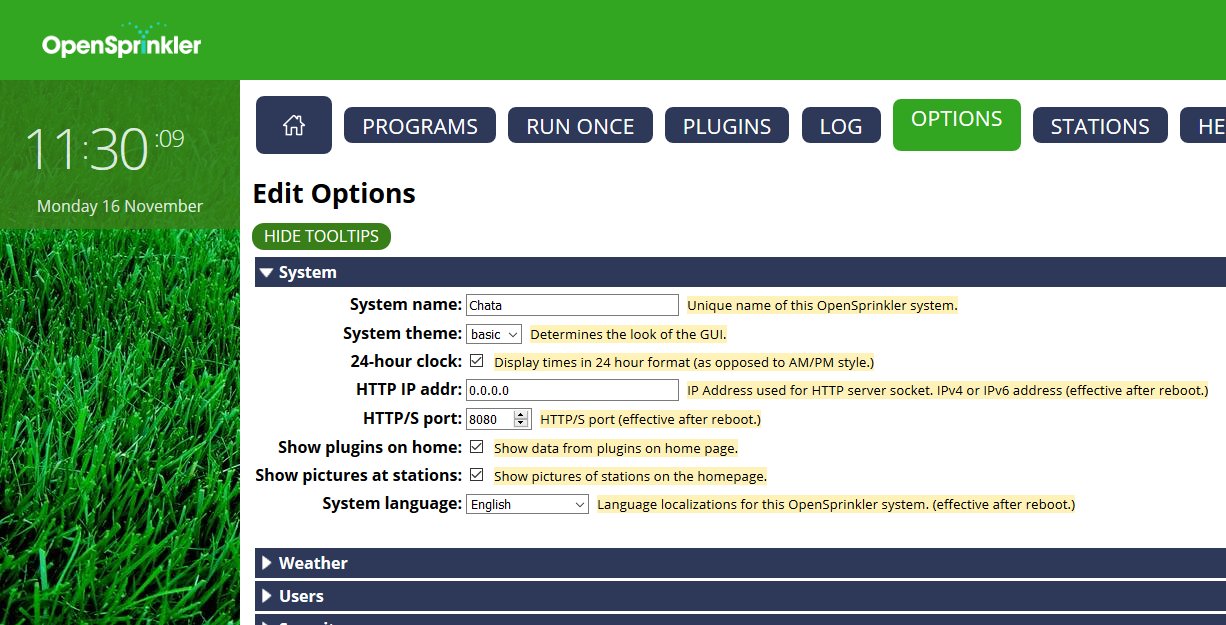 OpenSprinkler
11:30 :09
Monday 16 November
PROGRAMS RUN ONCE PLUGINS LOG OPTIONS STATIONS HE
Edit Options
HIDE TOOLTIPS
System
System name: Chata Unique name of this OpenSprinkler system.
System theme: basic Determines the look of the GUI.
24-hour clock: Display times in 24 hour format (as opposed to AM/PM style.)
HTTP IP addr: 0.0.0.0 IP Address used for HTTP server socket. IPv4 or IPv6 address (effective after reboot.)
HTTP/S port: 8080 HTTP/S port (effective after reboot.)
Show plugins on home: Show data from plugins on home page.
Show pictures at stations: Show pictures of stations on the homepage.
System language: English Language localizations for this OpenSprinkler system. (effective after reboot.)
Weather
Users